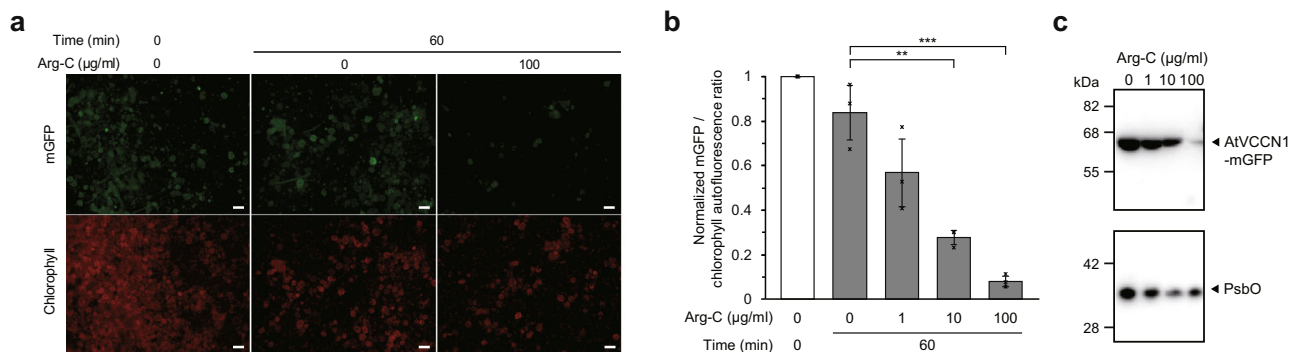 a
Time (min) 0 60
Arg-C (µg/ml) 0 0 100
mGFP
Chlorophyll
b
*** 
**
Normalized mGFP /
chlorophyll autofluorescence ratio
1
0.8
0.6
0.4
0.2
0
Arg-C (µg/ml) 0 0 1 10 100
Time (min) 0 60
c
Arg-C (µg/ml)
kDa 0 1 10 100
82
68
AtVCCN1
-mGFP
55
42
PsbO
28